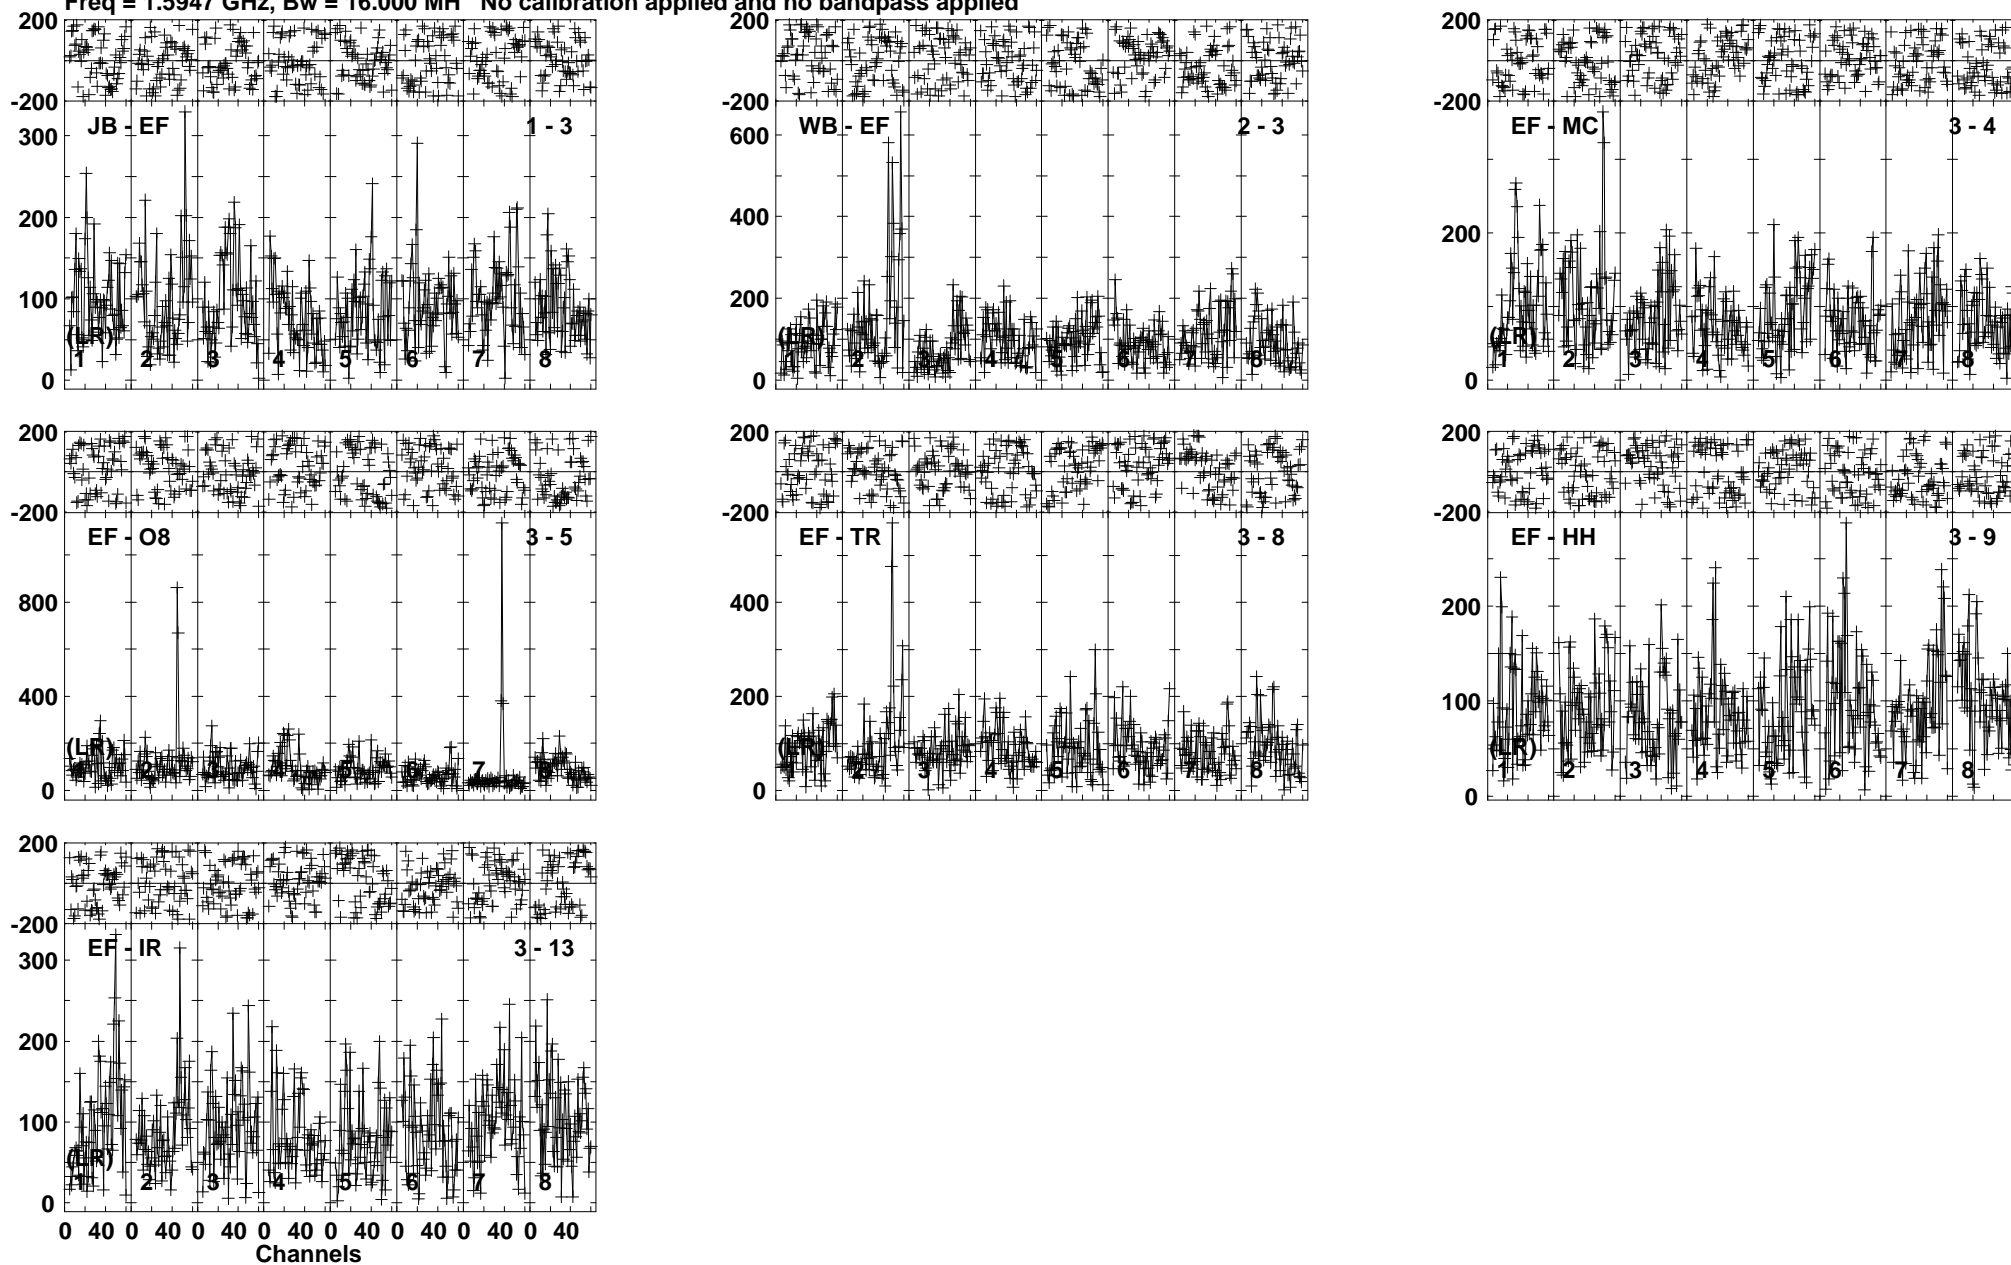 Freq = 1.5947 GHz, Bw = 16.000 MH No calibration applied and no bandpass applied
200 200 200
-200 -200 -200
JB - EF 1 - 3 WB - EF 2 - 3 EF - MC 3 - 4
300 600
200 400 200
100 200
(LR) (LR) (LR)
1 2 3 4 5 6 7 8 1 2 3 4 5 6 7 8 1 2 3 4 5 6 7 8
0 0 0
200 200 200
-200 -200 -200
EF - O8 3 - 5 EF - TR 3 - 8 EF - HH 3 - 9
800 400 200
400 200 100
(LR) (LR) (LR)
1 2 3 4 5 6 7 8 1 2 3 4 5 6 7 8 1 2 3 4 5 6 7 8
0 0 0
200
-200
EF - IR 3 - 13
300
200
100
(LR)
1 2 3 4 5 6 7 8
0
0 40 0 40 0 40 0 40 0 40 0 40 0 40 0 40
Channels